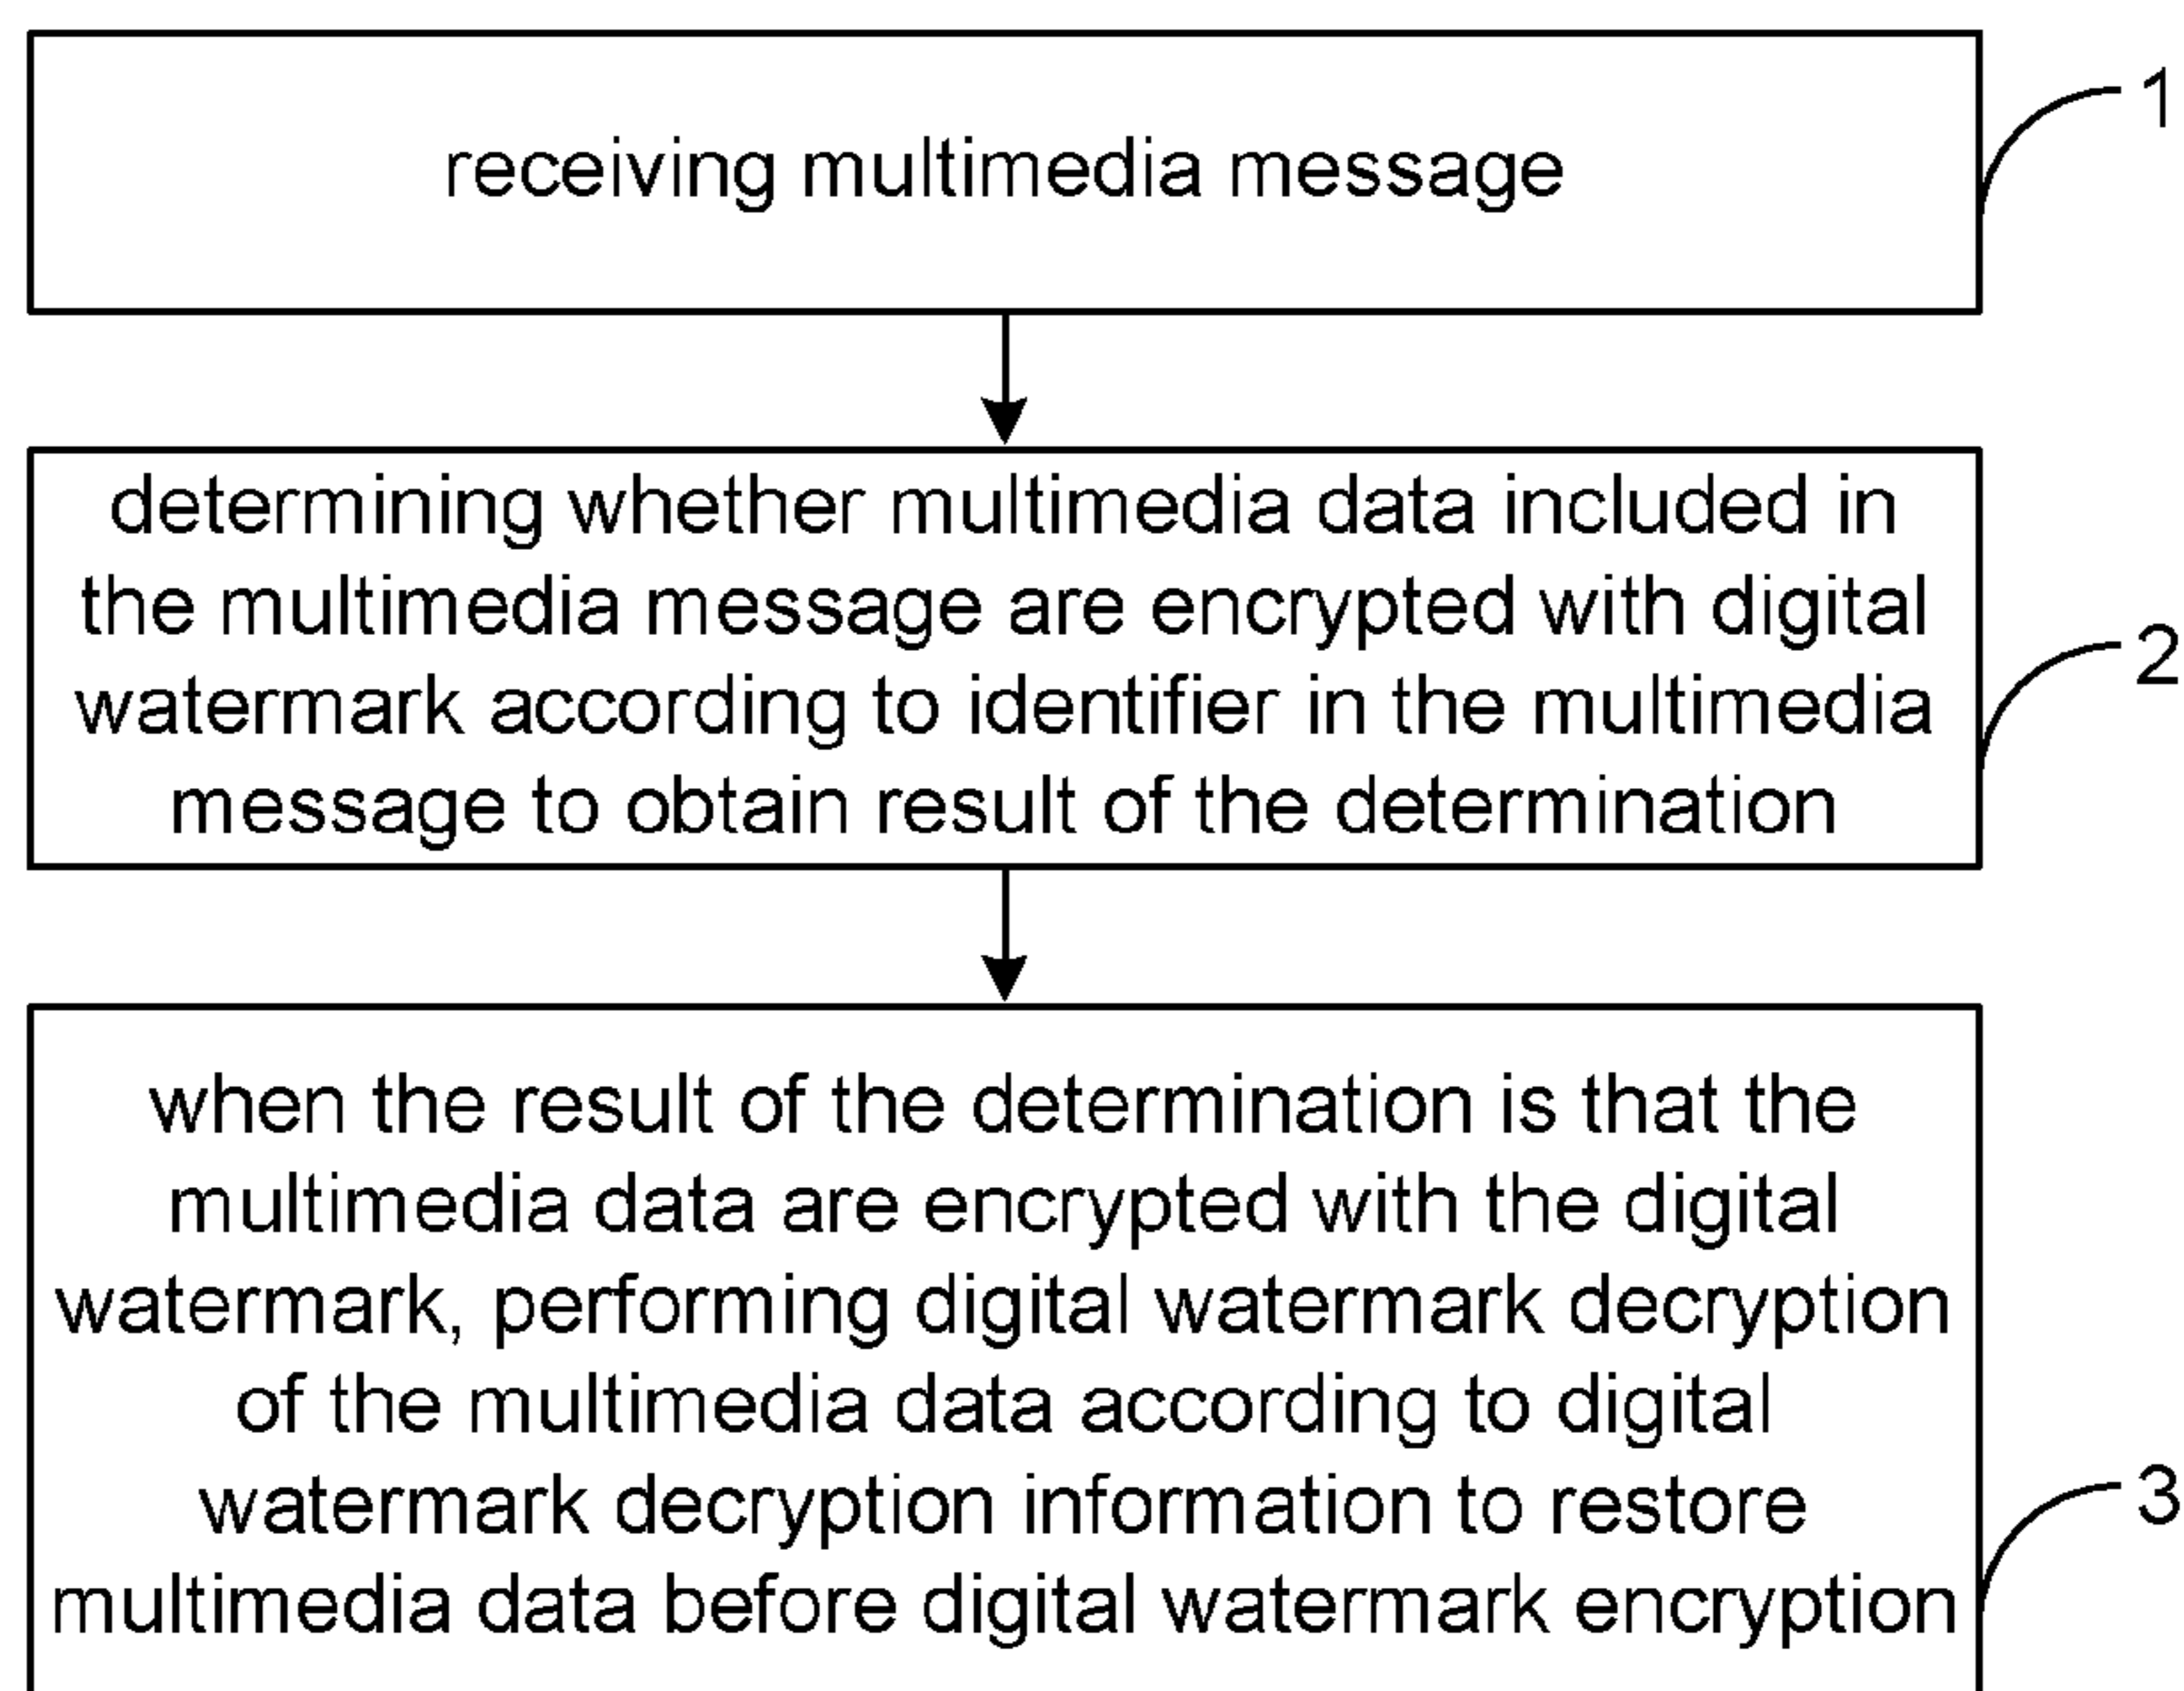 receiving multimedia message
1
determining whether multimedia data included in
the multimedia message are encrypted with digital
watermark according to identifier in the multimedia
message to obtain result of the determination
2
when the result of the determination is that the
multimedia data are encrypted with the digital
watermark, performing digital watermark decryption
of the multimedia data according to digital
watermark decryption information to restore
multimedia data before digital watermark encryption
3